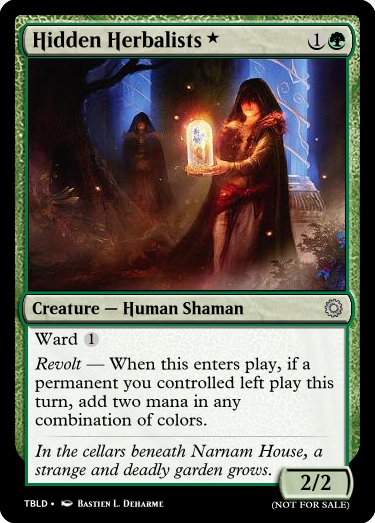 Hidden Herbalists ★ 1
Creature — Human Shaman
Ward 1
Revolt — When this enters play, if a
permanent you controlled left play this
turn, add two mana in any
combination of colors.
In the cellars beneath Narnam House, a
strange and deadly garden grows.
2/2
TBLD • Bastien L. Deharme
(NOT FOR SALE)